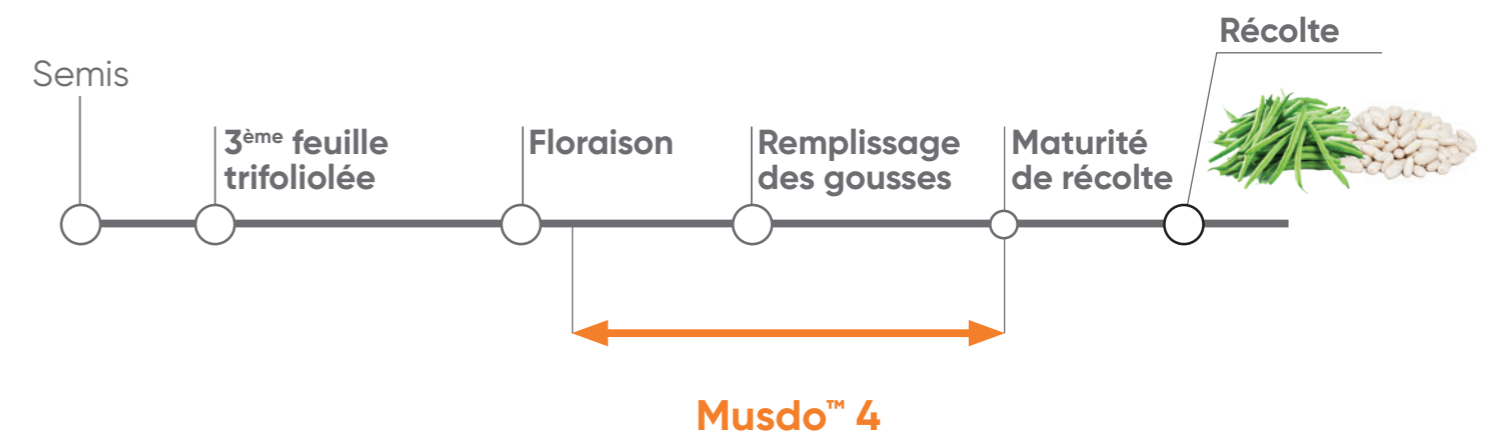 Semis
3ème feuille
trifoliolée
Floraison
Remplissage
des gousses
Maturité
de récolte
Récolte
Musdo™ 4